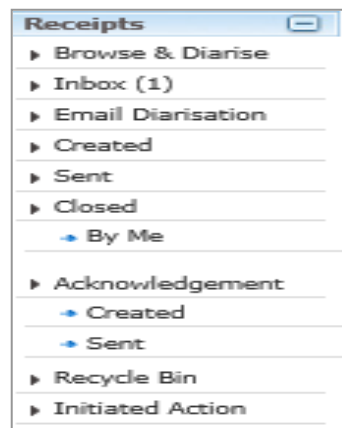 Receipts
Browse & Diarise
Inbox (1)
Email Diarisation
Created
Sent
Closed
By Me
Acknowledgement
Created
Sent
Recycle Bin
Initiated Action